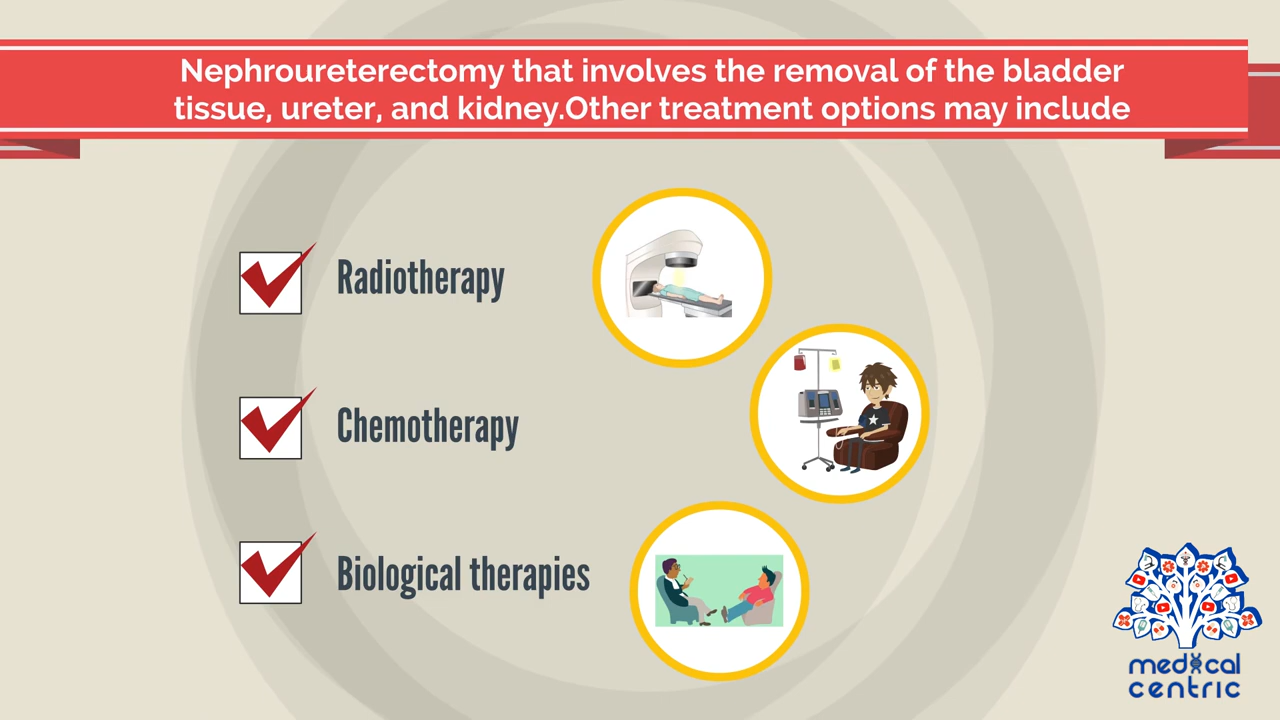 Nephroureterectomy that involves the removal of the bladder
tissue, ureter, and kidney.Other treatment options may include
Radiotherapy
Chemotherapy
Biological therapies
medical
centric